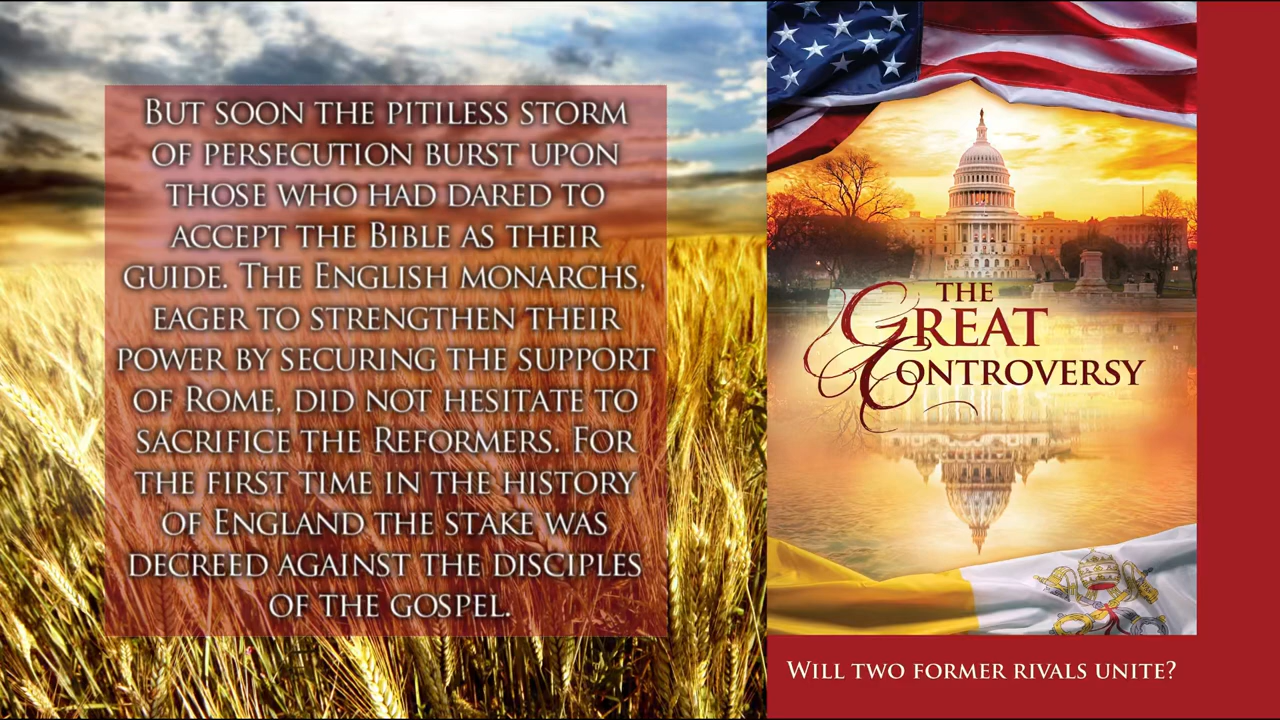 But soon the pitiless storm
of persecution burst upon
those who had dared to
accept the Bible as their
guide. The English monarchs,
eager to strengthen their
power by securing the support
of Rome, did not hesitate to
sacrifice the Reformers. For
the first time in the history
of England the stake was
decreed against the disciples
of the gospel.
The
Great
Controversy
Will two former rivals unite?